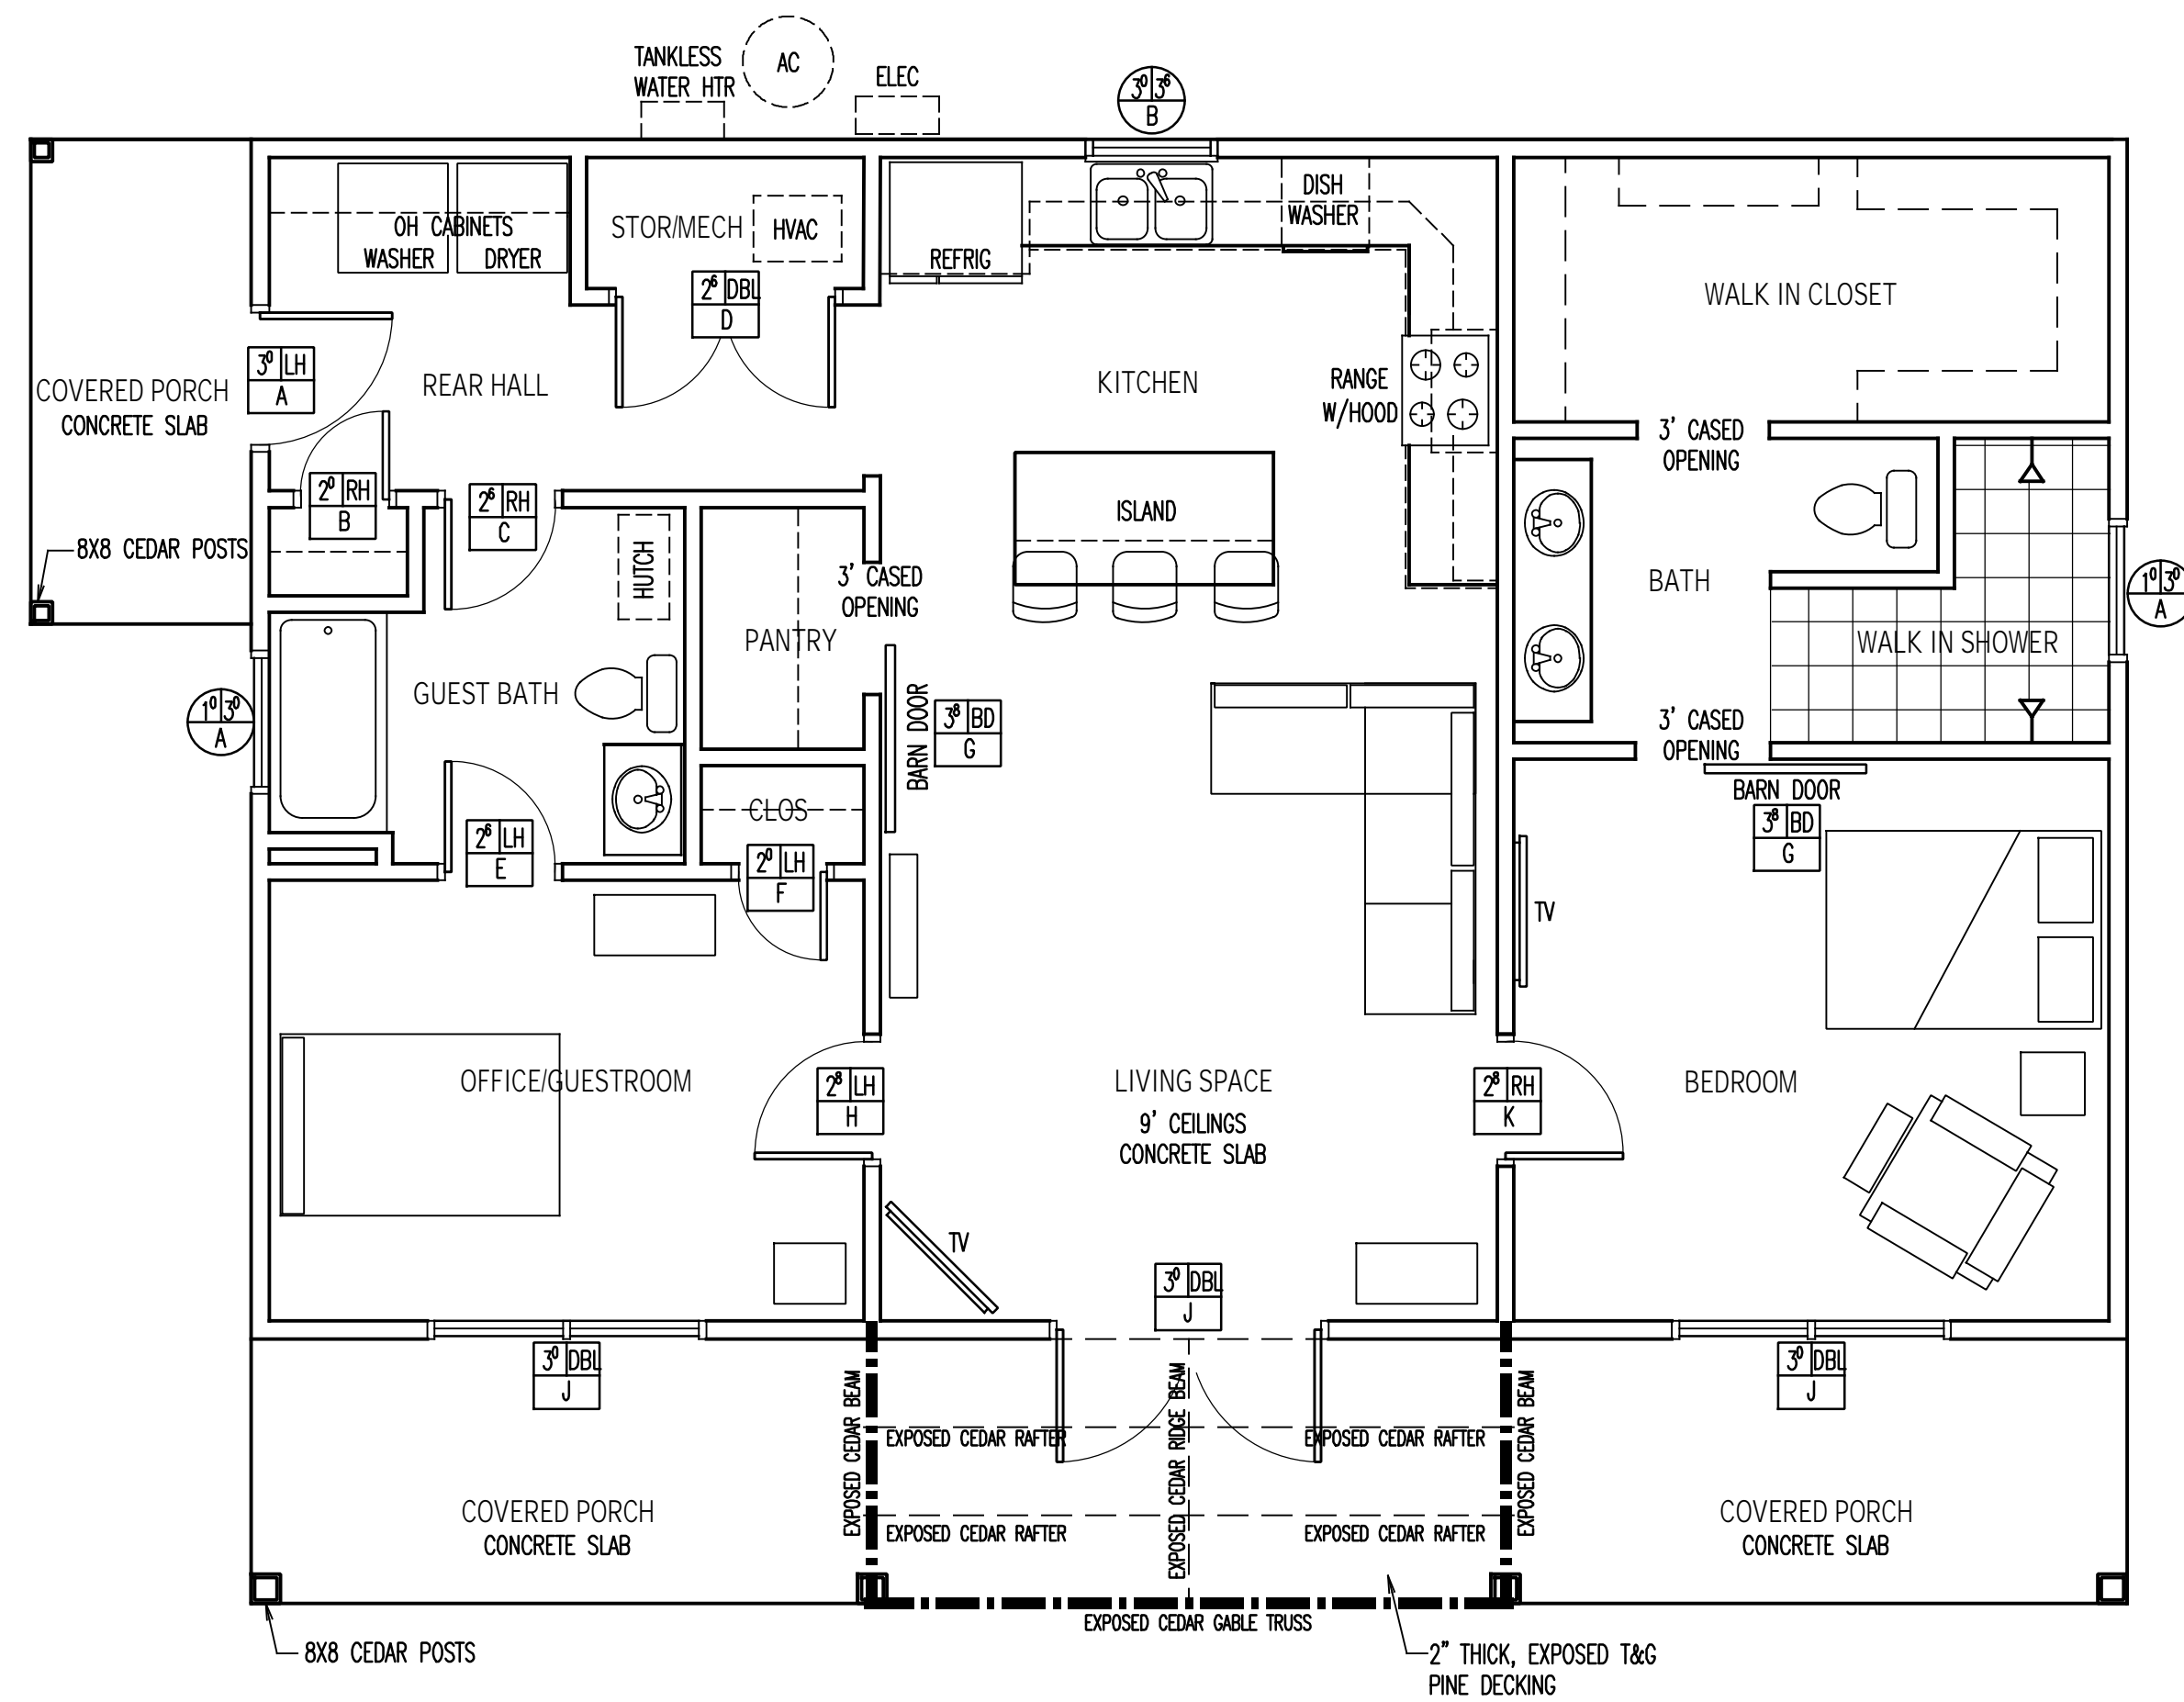 TANKLESS
WATER HTR
AC
ELEC
3⁰ 3⁶
B
OH CABINETS
WASHER
DRYER
STOR/MECH
HVAC
2⁶ DBL
D
REFRIG
DISH
WASHER
WALK IN CLOSET
3⁰ LH
A
COVERED PORCH
CONCRETE SLAB
REAR HALL
KITCHEN
RANGE
W/HOOD
3' CASED
OPENING
2⁰ RH
B
2⁶ RH
C
ISLAND
8X8 CEDAR POSTS
HUTCH
3' CASED
OPENING
BATH
1⁰ 3⁰
A
PANTRY
WALK IN SHOWER
GUEST BATH
1⁰ 3⁰
A
BARN DOOR
3⁸ BD
G
3' CASED
OPENING
BARN DOOR
3⁸ BD
G
CLOS
2⁶ LH
E
2⁰ LH
F
TV
OFFICE/GUESTROOM
2⁸ LH
H
LIVING SPACE
9' CEILINGS
CONCRETE SLAB
2⁸ RH
K
BEDROOM
TV
3⁰ DBL
J
3⁰ DBL
J
3⁰ DBL
J
EXPOSED CEDAR BEAM
EXPOSED CEDAR RAFTER
EXPOSED CEDAR RIDGE BEAM
EXPOSED CEDAR RAFTER
EXPOSED CEDAR BEAM
COVERED PORCH
CONCRETE SLAB
EXPOSED CEDAR RAFTER
EXPOSED CEDAR RAFTER
COVERED PORCH
CONCRETE SLAB
EXPOSED CEDAR GABLE TRUSS
8X8 CEDAR POSTS
2" THICK, EXPOSED T&G
PINE DECKING